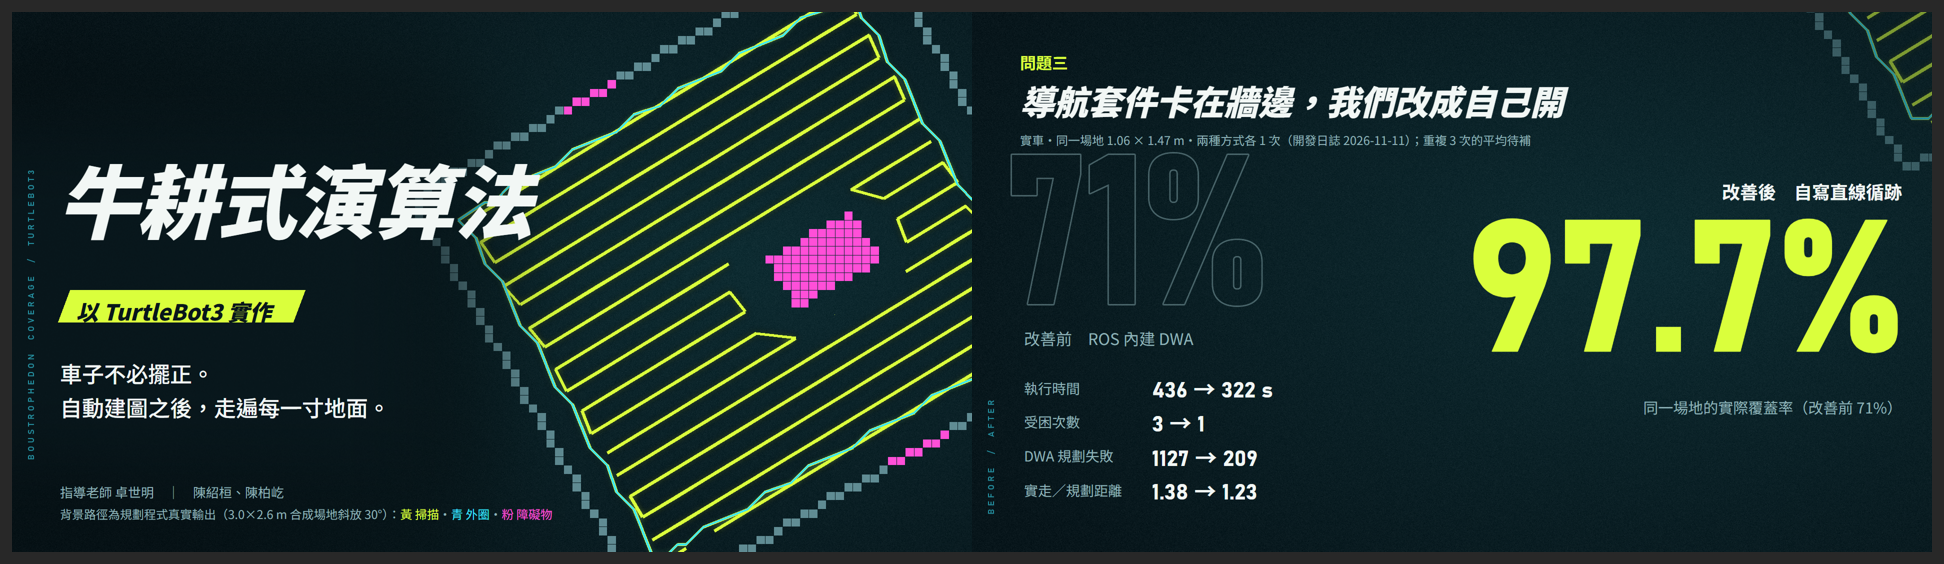 BOUSTROPHEDON COVERAGE / TURTLEBOT3
牛耕式演算法
以 TurtleBot3 實作
車子不必擺正。
自動建圖之後，走遍每一寸地面。
指導老師 卓世明 ｜ 陳紹桓、陳柏屹
背景路徑為規劃程式真實輸出（3.0×2.6 m 合成場地斜放 30°）：黃 掃描・青 外圈・粉 障礙物
問題三
導航套件卡在牆邊，我們改成自己開
實車・同一場地 1.06 × 1.47 m・兩種方式各 1 次（開發日誌 2026-11-11）；重複 3 次的平均待補
71%
改善前 ROS 內建 DWA
執行時間 436 → 322 s
受困次數 3 → 1
DWA 規劃失敗 1127 → 209
實走／規劃距離 1.38 → 1.23
BEFORE / AFTER
改善後 自寫直線循跡
97.7%
同一場地的實際覆蓋率（改善前 71%）